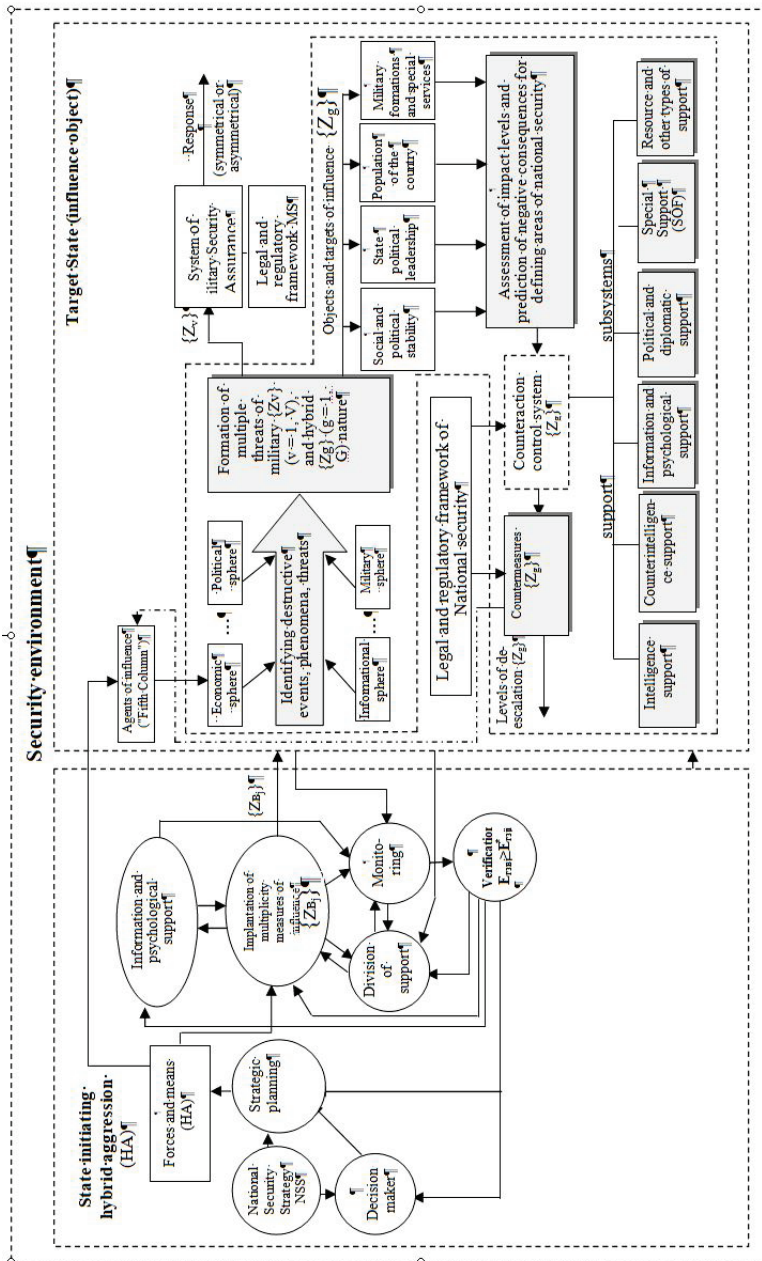 Security environment¶
State initiating
hybrid aggression
(HA)¶
Forces and means¶
(HA)¶
National
Security
Strategy
NSS¶
Strategic
planning¶
Decision
maker¶
Information and
psychological
support¶
Implantation of
multiplicity
measures of
influence
{ZBj}¶
{ZBj}¶
Division
of
support¶
Monito-
ring¶
Verification
Target State (influence object)¶
Agents of influence¶
("Fifth Column")¶
Economic
sphere¶
...
Political
sphere¶
Identifying destructive
events, phenomena, threats¶
Informational
sphere¶
...
Military
sphere¶
Formation of
multiple
threats of
military {Zv}
(v = 1, V),
and hybrid
{Zg} (g = 1,
G) nature¶
{Zv}¶
System of
ilitary Security
Assurance¶
Legal and
regulatory
framework MS¶
Response¶
(symmetrical or
asymmetrical)¶
Objects and targets of influence {Zg}¶
Social and
political
stability¶
State
political
leadership¶
Population
of the
country¶
Military
formations
and special
services¶
Assessment of impact levels and
prediction of negative consequences for
defining areas of national security¶
Legal and regulatory framework of
National security¶
Levels of de-
escalation {Zg}¶
Countermeasures
{Zg}¶
Counteraction
control system
{Zg}¶
support¶
subsystems¶
Intelligence
support¶
Counterintelligen-
ce support¶
Information and
psychological
support¶
Political and
diplomatic
support¶
Special
Support
(SOF)¶
Resource and
other types of
support¶